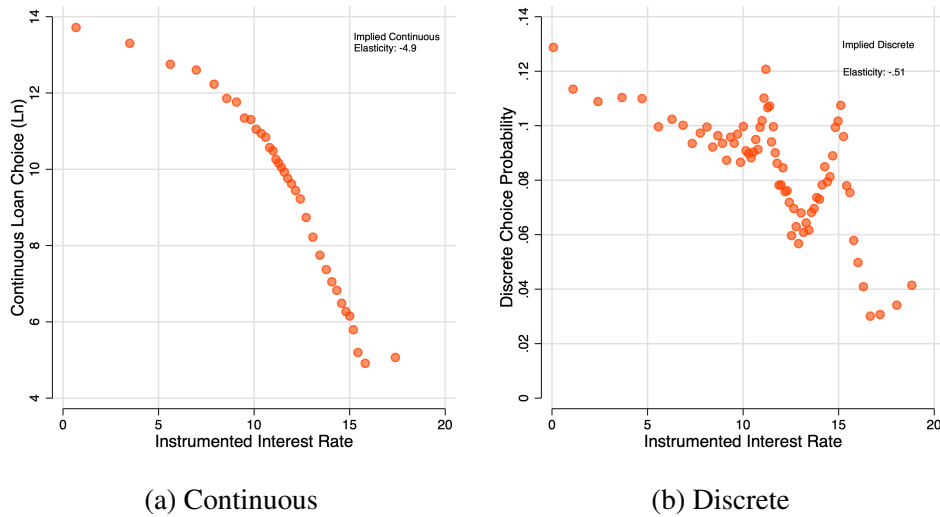 14
12
10
8
6
4
Continuous Loan Choice (Ln)
Implied Continuous
Elasticity: -4.9
0 5 10 15 20
Instrumented Interest Rate
(a) Continuous
.14
.12
.1
.08
.06
.04
.02
0
Discrete Choice Probability
Implied Discrete
Elasticity: -.51
0 5 10 15 20
Instrumented Interest Rate
(b) Discrete